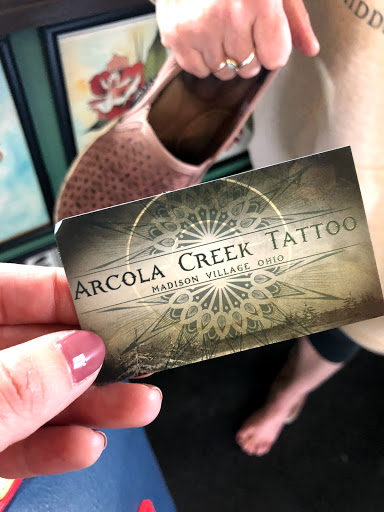 ARCOLA CREEK TATTOO
MADISON VILLAGE OHIO